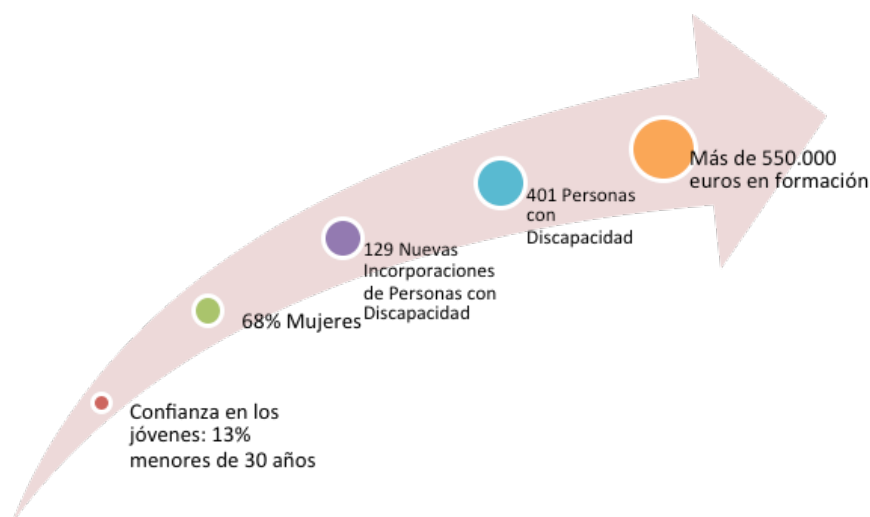 Más de 550.000
euros en formación
401 Personas
con
Discapacidad
129 Nuevas
Incorporaciones
de Personas con
Discapacidad
68% Mujeres
Confianza en los
jóvenes: 13%
menores de 30 años